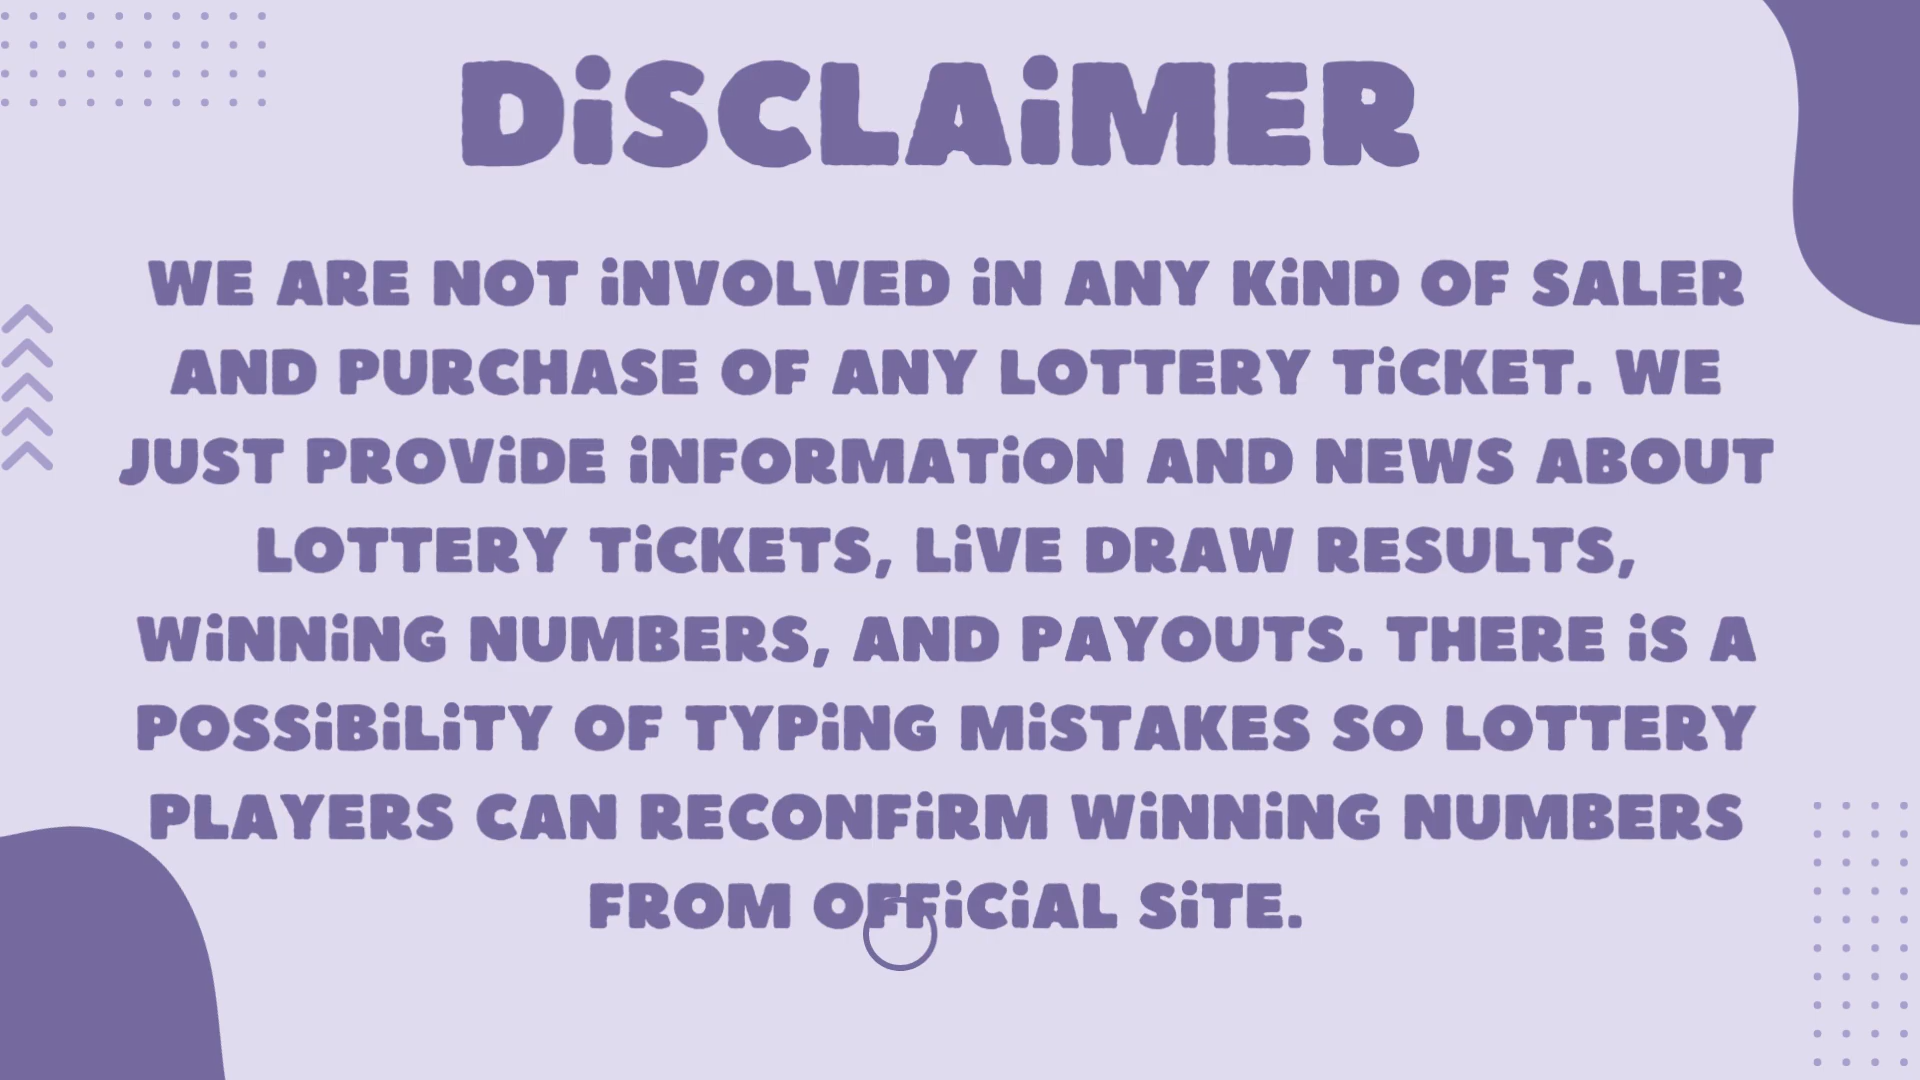 DiSCLAiMER
WE ARE NOT iNVOLVED iN ANY KiND OF SALER
AND PURCHASE OF ANY LOTTERY TiCKET. WE
JUST PROViDE iNFORMATiON AND NEWS ABOUT
LOTTERY TiCKETS, LiVE DRAW RESULTS,
WiNNiNG NUMBERS, AND PAYOUTS. THERE iS A
POSSiBiLiTY OF TYPiNG MiSTAKES SO LOTTERY
PLAYERS CAN RECONFiRM WiNNiNG NUMBERS
FROM OFFiCiAL SiTE.